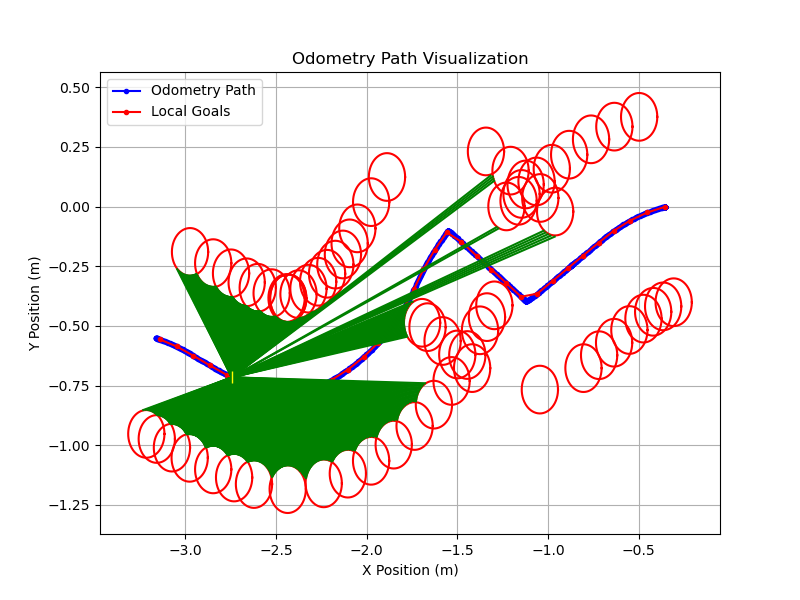 Odometry Path Visualization
Odometry Path
Local Goals
Y Position (m)
0.50
0.25
0.00
−0.25
−0.50
−0.75
−1.00
−1.25
−3.0 −2.5 −2.0 −1.5 −1.0 −0.5
X Position (m)